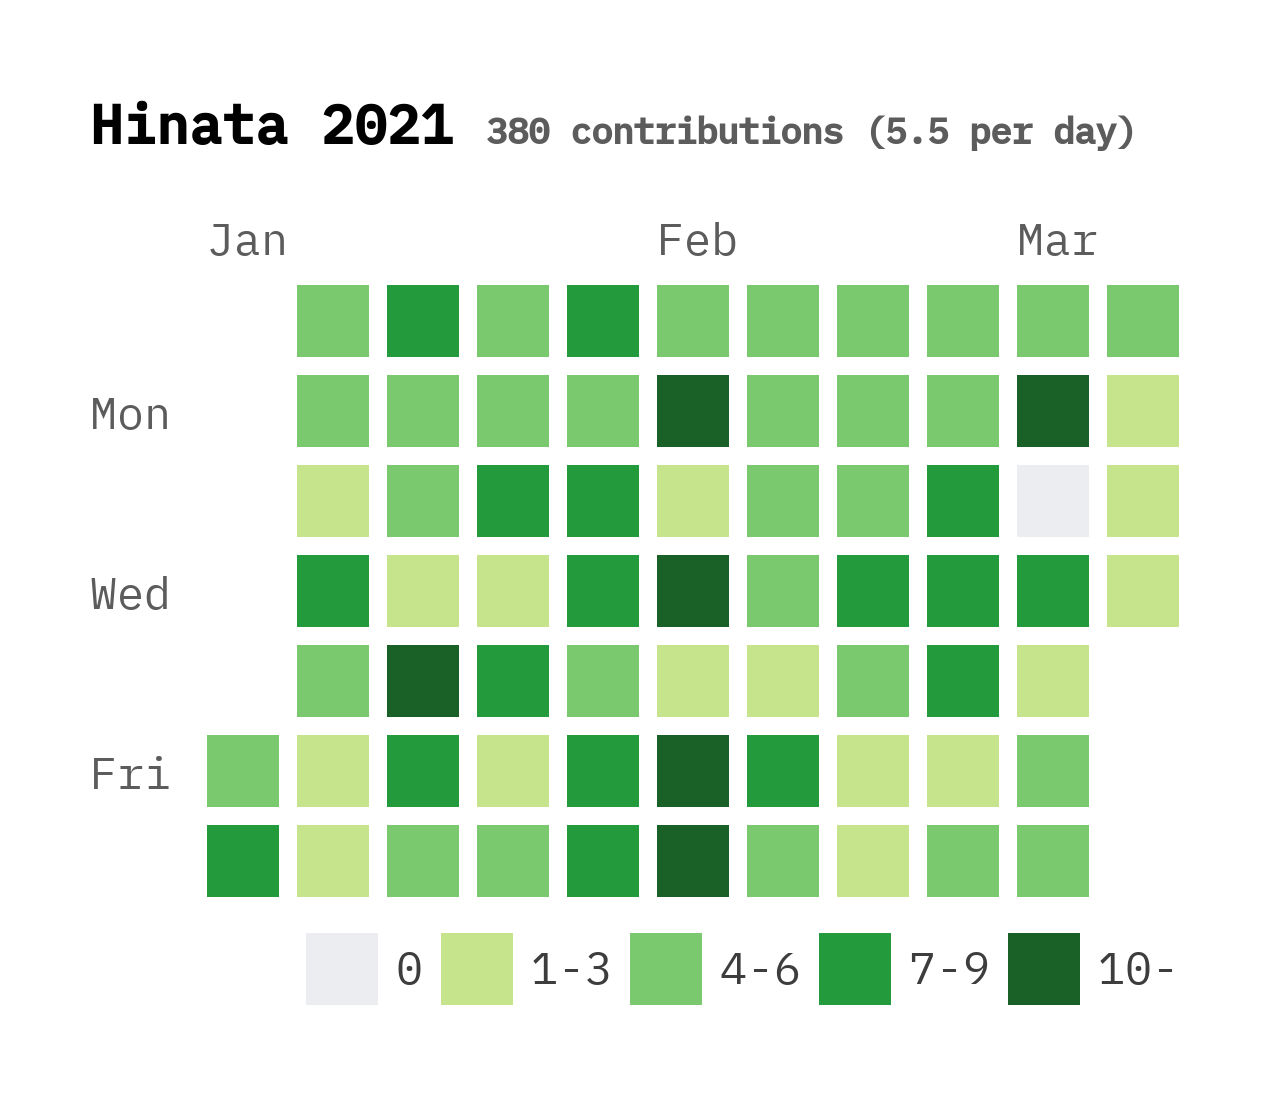 Hinata 2021 380 contributions (5.5 per day)
Jan Feb Mar
Mon
Wed
Fri
0 1-3 4-6 7-9 10-